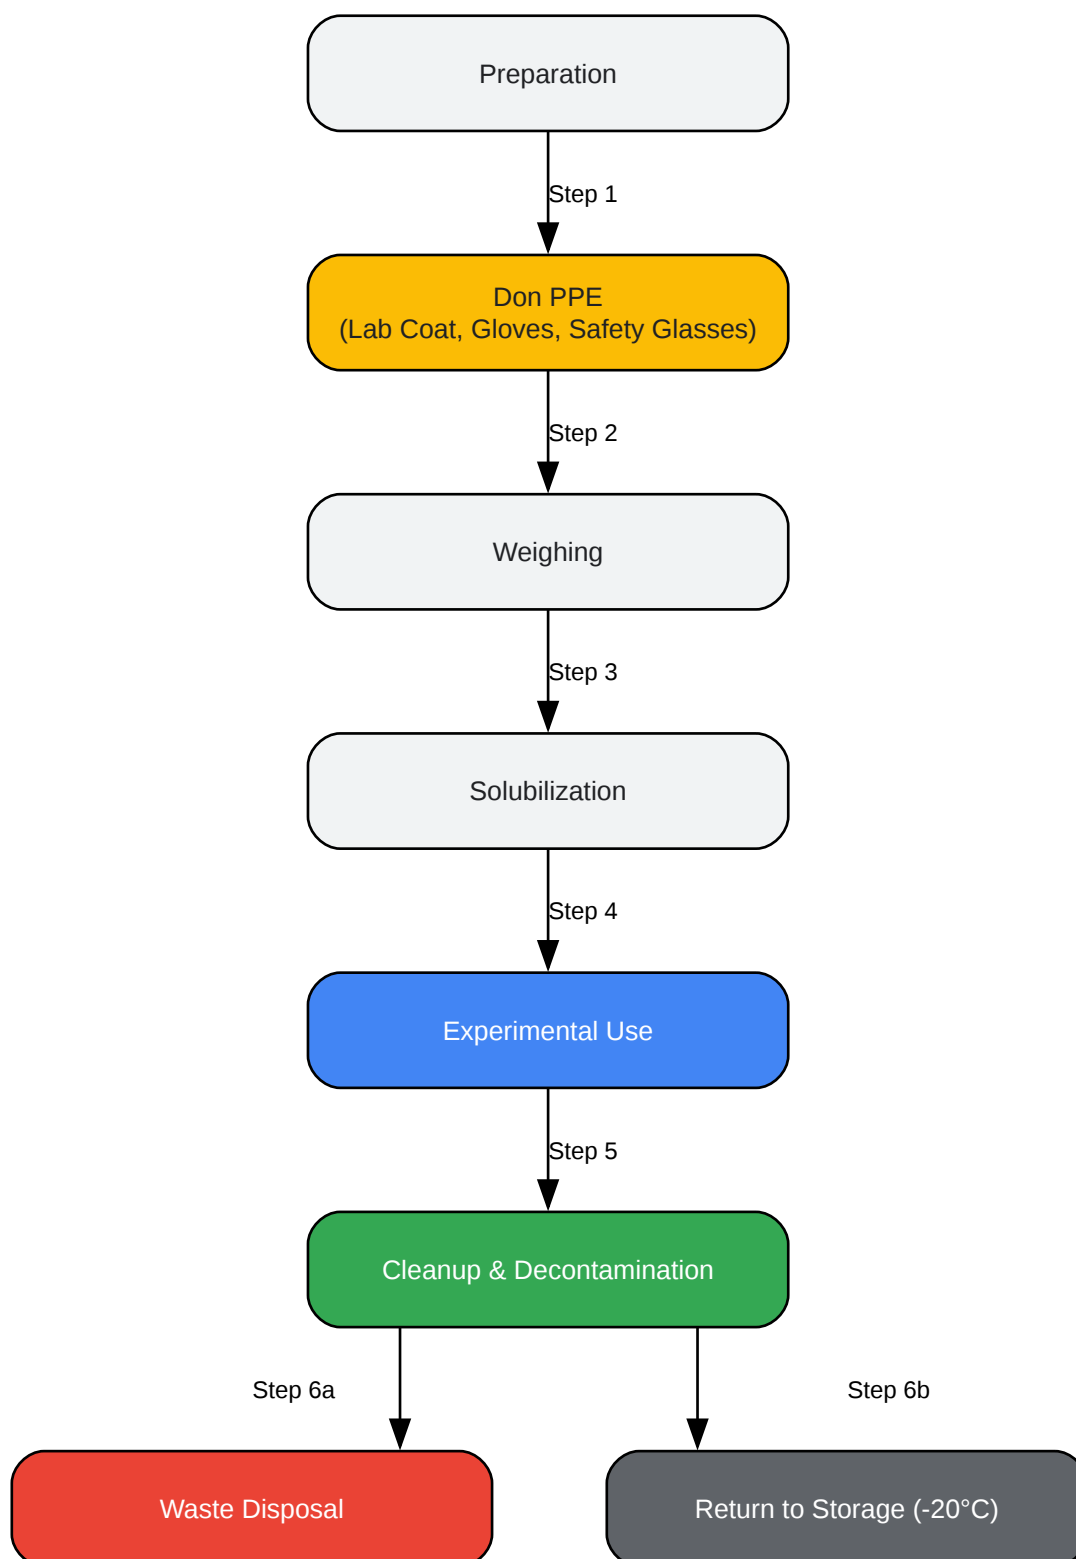 Preparation
Step 1
Don PPE
(Lab Coat, Gloves, Safety Glasses)
Step 2
Weighing
Step 3
Solubilization
Step 4
Experimental Use
Step 5
Cleanup & Decontamination
Step 6a
Step 6b
Waste Disposal
Return to Storage (-20°C)